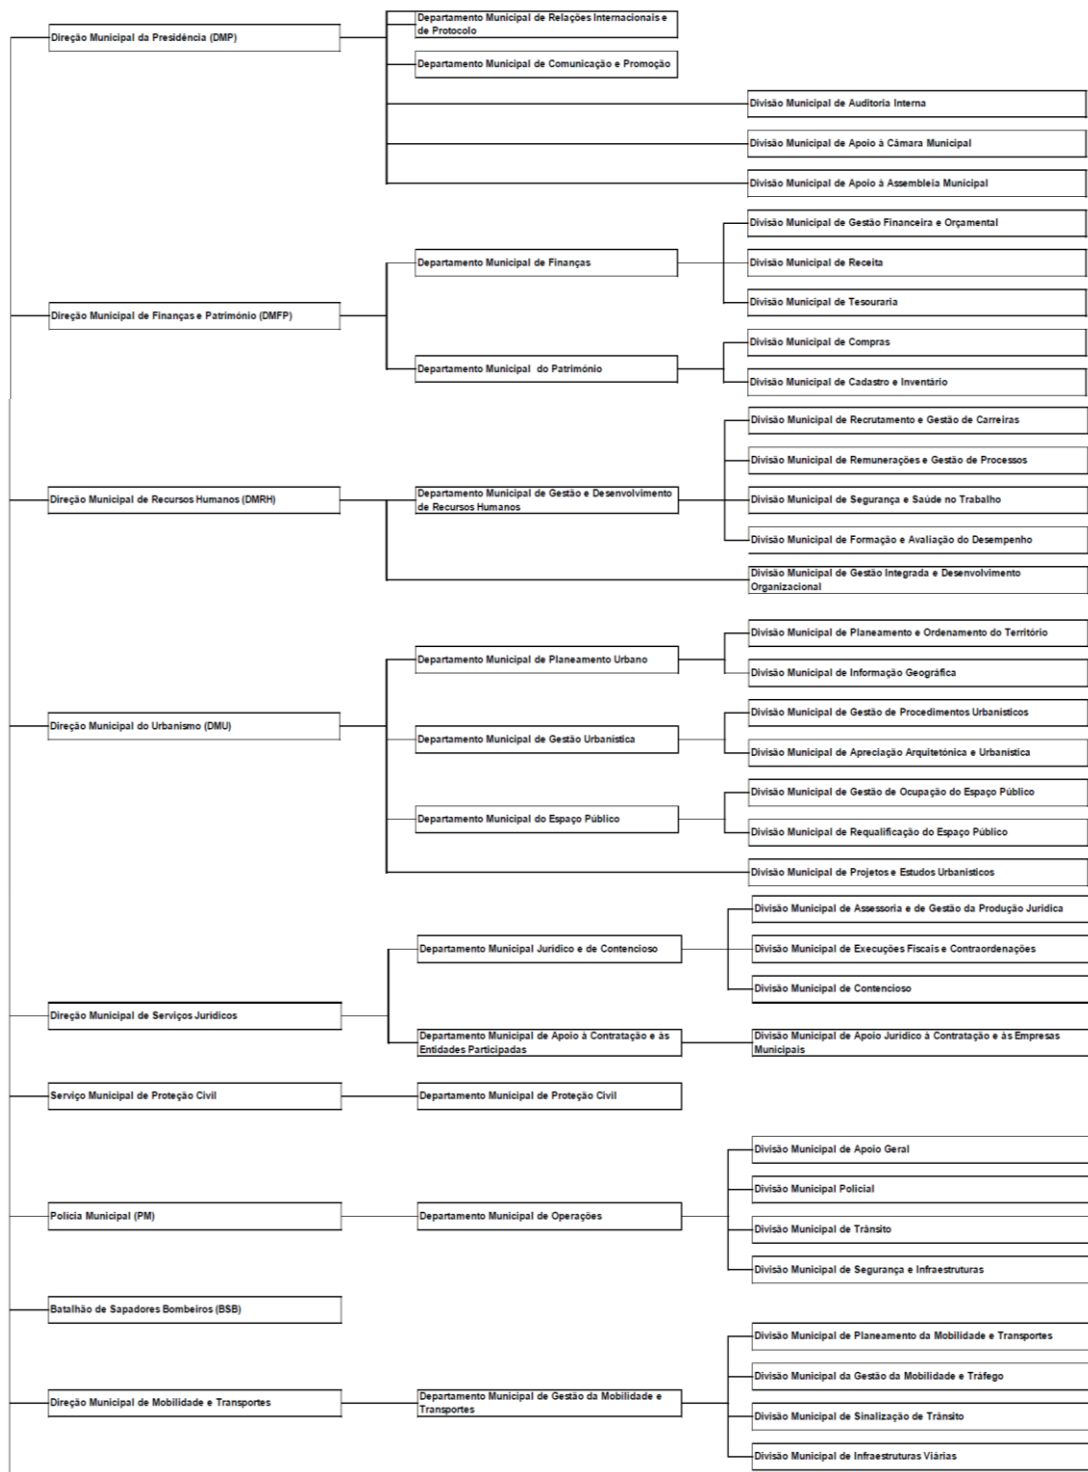 Direção Municipal da Presidência (DMP)
Departamento Municipal de Relações Internacionais e
de Protocolo
Departamento Municipal de Comunicação e Promoção
Divisão Municipal de Auditoria Interna
Divisão Municipal de Apoio à Câmara Municipal
Divisão Municipal de Apoio à Assembleia Municipal
Direção Municipal de Finanças e Património (DMFP)
Departamento Municipal de Finanças
Divisão Municipal de Gestão Financeira e Orçamental
Divisão Municipal de Receita
Divisão Municipal de Tesouraria
Departamento Municipal do Património
Divisão Municipal de Compras
Divisão Municipal de Cadastro e Inventário
Direção Municipal de Recursos Humanos (DMRH)
Departamento Municipal de Gestão e Desenvolvimento
de Recursos Humanos
Divisão Municipal de Recrutamento e Gestão de Carreiras
Divisão Municipal de Remunerações e Gestão de Processos
Divisão Municipal de Segurança e Saúde no Trabalho
Divisão Municipal de Formação e Avaliação do Desempenho
Divisão Municipal de Gestão Integrada e Desenvolvimento
Organizacional
Direção Municipal do Urbanismo (DMU)
Departamento Municipal de Planeamento Urbano
Divisão Municipal de Planeamento e Ordenamento do Território
Divisão Municipal de Informação Geográfica
Departamento Municipal de Gestão Urbanística
Divisão Municipal de Gestão de Procedimentos Urbanísticos
Divisão Municipal de Apreciação Arquitetónica e Urbanística
Departamento Municipal do Espaço Público
Divisão Municipal de Gestão de Ocupação do Espaço Público
Divisão Municipal de Requalificação do Espaço Público
Divisão Municipal de Projetos e Estudos Urbanísticos
Direção Municipal de Serviços Jurídicos
Departamento Municipal Jurídico e de Contencioso
Divisão Municipal de Assessoria e de Gestão da Produção Jurídica
Divisão Municipal de Execuções Fiscais e Contraordenações
Divisão Municipal de Contencioso
Departamento Municipal de Apoio à Contratação e às
Entidades Participadas
Divisão Municipal de Apoio Jurídico à Contratação e às Empresas
Municipais
Serviço Municipal de Proteção Civil
Departamento Municipal de Proteção Civil
Polícia Municipal (PM)
Departamento Municipal de Operações
Divisão Municipal de Apoio Geral
Divisão Municipal Policial
Divisão Municipal de Trânsito
Divisão Municipal de Segurança e Infraestruturas
Batalhão de Sapadores Bombeiros (BSB)
Direção Municipal de Mobilidade e Transportes
Departamento Municipal de Gestão da Mobilidade e
Transportes
Divisão Municipal de Planeamento da Mobilidade e Transportes
Divisão Municipal da Gestão da Mobilidade e Tráfego
Divisão Municipal de Sinalização de Trânsito
Divisão Municipal de Infraestruturas Viárias